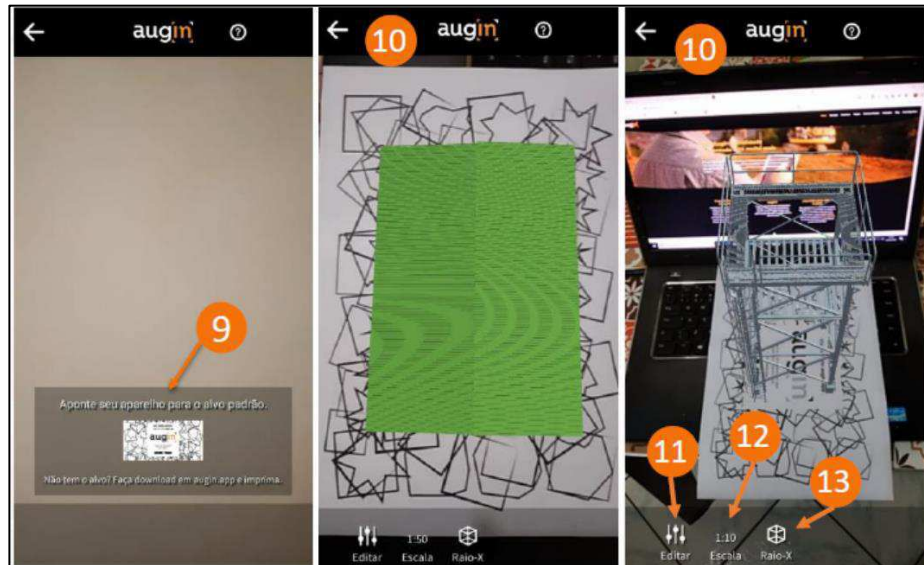 augin
9
Aponte seu aparelho para o alvo padrão.
augin
Não tem o alvo? Faça download em augin.app e imprima.
augin
10
1:50
Editar
Escala
Raio-X
augin
10
augin
11
12
13
1:10
Editar
Escala
Raio-X